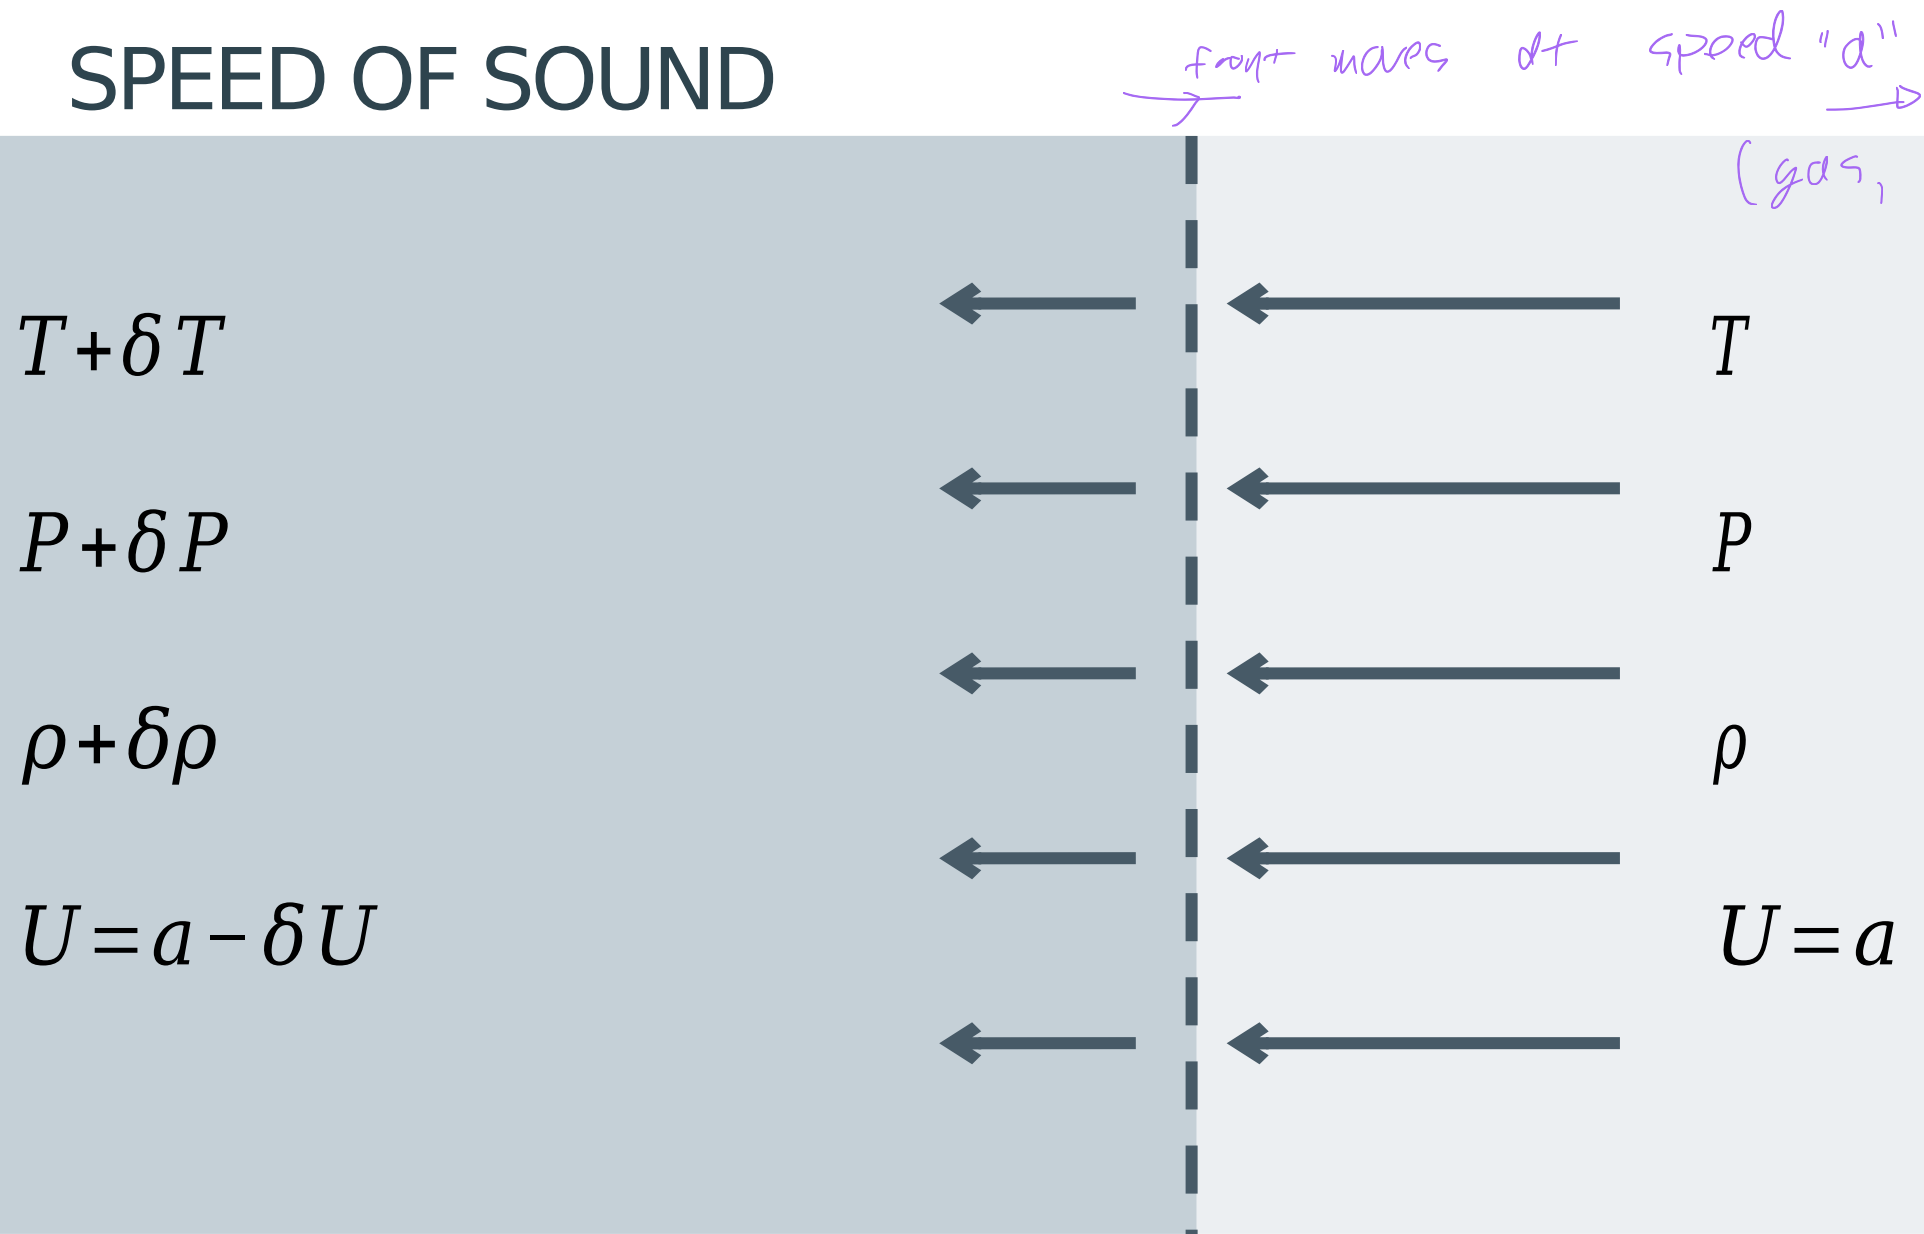 SPEED OF SOUND
front moves at speed "a"
(gas,
T+δT
T
P+δP
P
ρ+δρ
ρ
U=a−δU
U=a